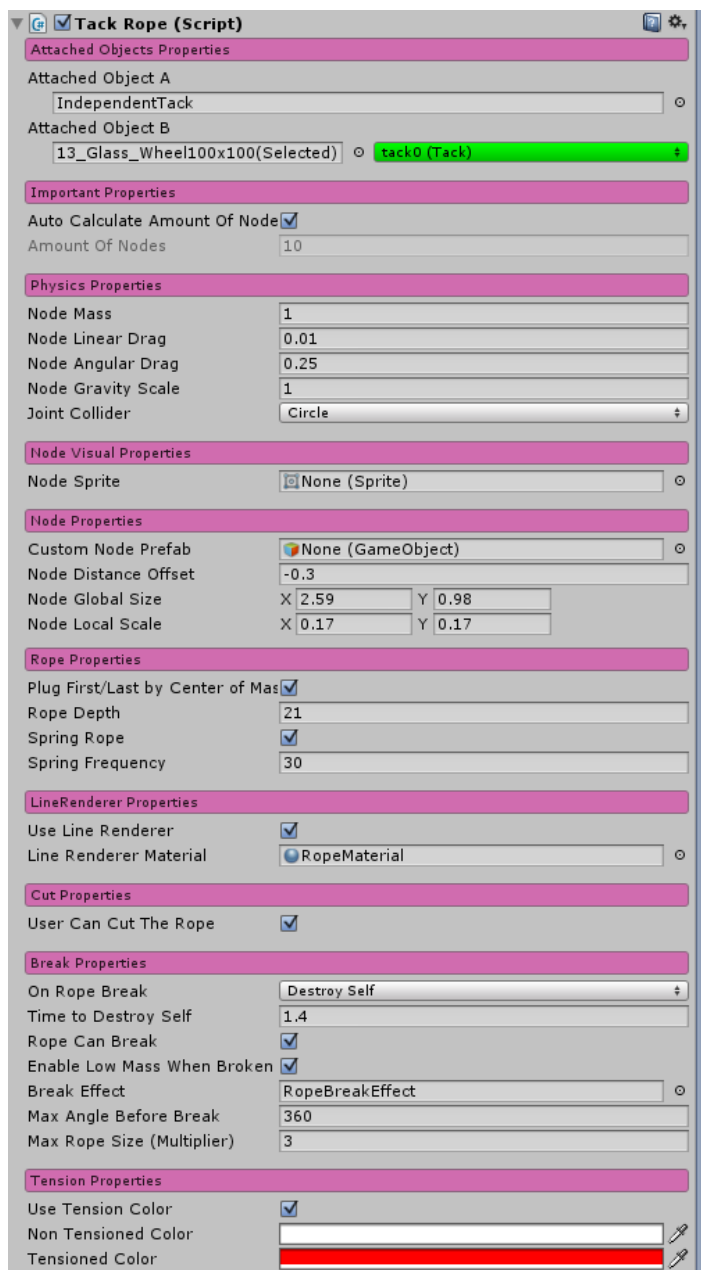 Tack Rope (Script)
Attached Objects Properties
Attached Object A
IndependentTack
Attached Object B
13_Glass_Wheel100x100(Selected) tack0 (Tack)
Important Properties
Auto Calculate Amount Of Node
Amount Of Nodes 10
Physics Properties
Node Mass 1
Node Linear Drag 0.01
Node Angular Drag 0.25
Node Gravity Scale 1
Joint Collider Circle
Node Visual Properties
Node Sprite None (Sprite)
Node Properties
Custom Node Prefab None (GameObject)
Node Distance Offset -0.3
Node Global Size X 2.59 Y 0.98
Node Local Scale X 0.17 Y 0.17
Rope Properties
Plug First/Last by Center of Mas
Rope Depth 21
Spring Rope
Spring Frequency 30
LineRenderer Properties
Use Line Renderer
Line Renderer Material RopeMaterial
Cut Properties
User Can Cut The Rope
Break Properties
On Rope Break Destroy Self
Time to Destroy Self 1.4
Rope Can Break
Enable Low Mass When Broken
Break Effect RopeBreakEffect
Max Angle Before Break 360
Max Rope Size (Multiplier) 3
Tension Properties
Use Tension Color
Non Tensioned Color
Tensioned Color